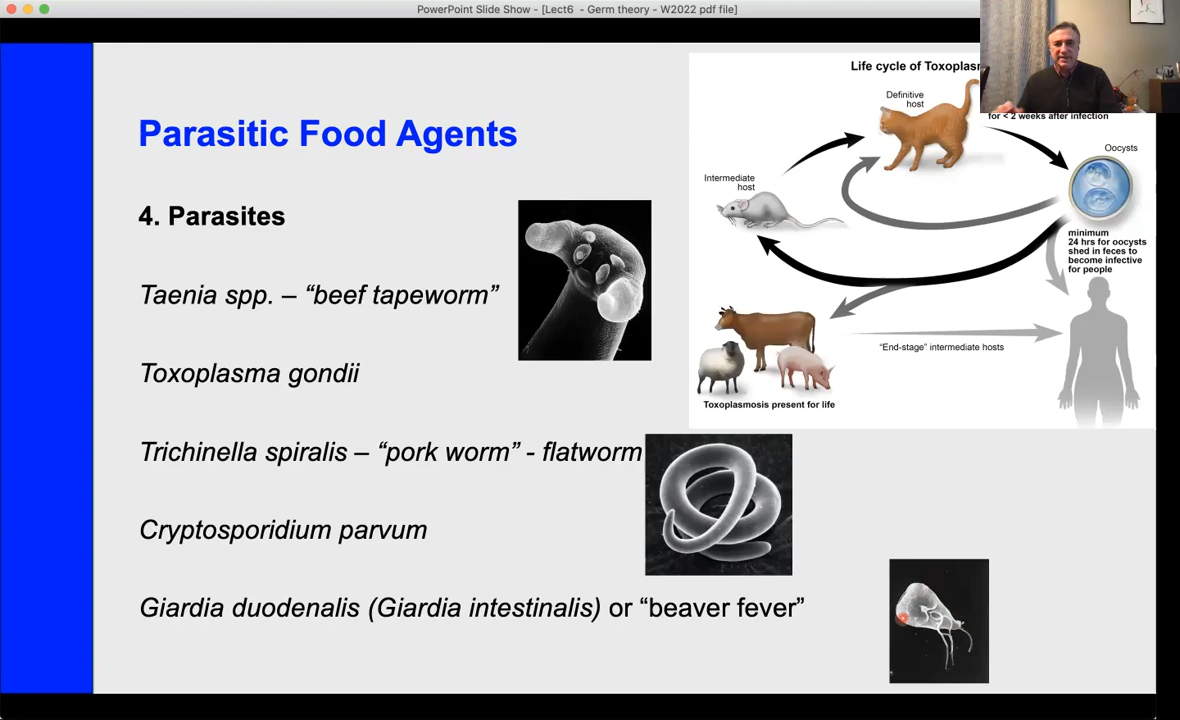 PowerPoint Slide Show - [Lect6 - Germ theory - W2022 pdf file]
Parasitic Food Agents
4. Parasites
Taenia spp. – “beef tapeworm”
Toxoplasma gondii
Trichinella spiralis – “pork worm” - flatworm
Cryptosporidium parvum
Giardia duodenalis (Giardia intestinalis) or “beaver fever”
Life cycle of
Definitive
host
for < 2 weeks after infection
Oocysts
Intermediate
host
minimum
24 hrs for oocysts
shed in feces to
become infective
for people
“End-stage” intermediate hosts
Toxoplasmosis present for life